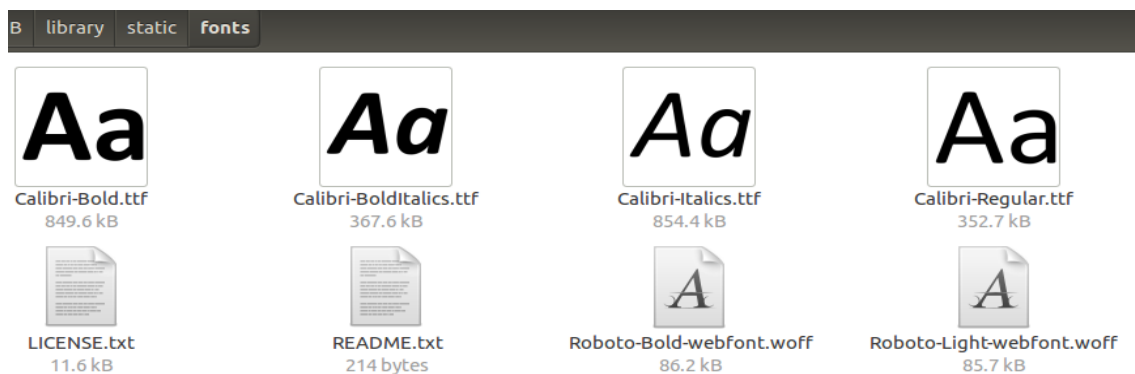 B library static fonts
Aa Aa Aa Aa
Calibri-Bold.ttf Calibri-BoldItalics.ttf Calibri-Italics.ttf Calibri-Regular.ttf
849.6 kB 367.6 kB 854.4 kB 352.7 kB
A A
LICENSE.txt README.txt Roboto-Bold-webfont.woff Roboto-Light-webfont.woff
11.6 kB 214 bytes 86.2 kB 85.7 kB